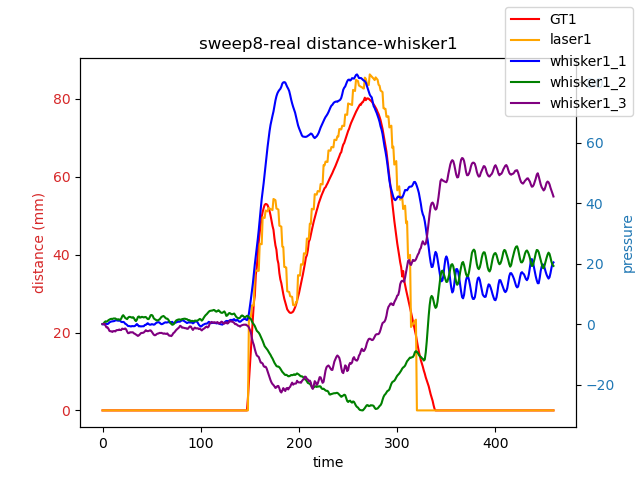 sweep8-real distance-whisker1
GT1
laser1
whisker1_1
whisker1_2
whisker1_3
distance (mm)
80
60
40
20
0
60
40
20
0
−20
pressure
0
100
200
300
400
time